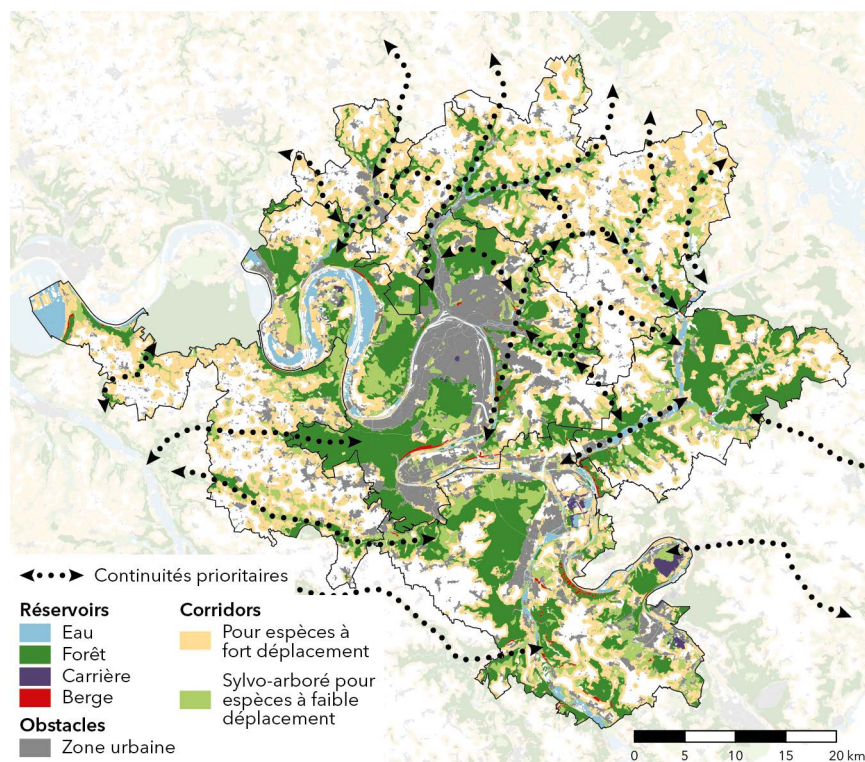 Continuités prioritaires
Réservoirs
Eau
Forêt
Carrière
Berge
Obstacles
Zone urbaine
Corridors
Pour espèces à
fort déplacement
Sylvo-arboré pour
espèces à faible
déplacement
0 5 10 15 20 km